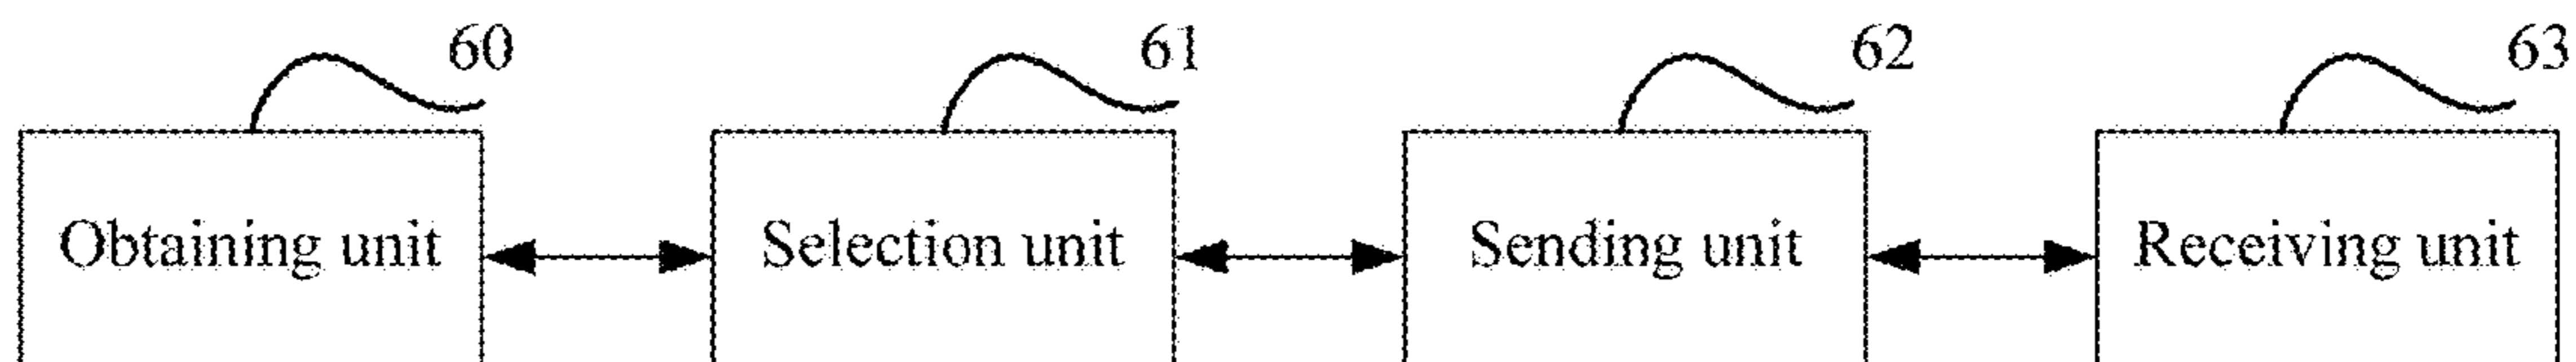 60 61 62 63
Obtaining unit Selection unit Sending unit Receiving unit